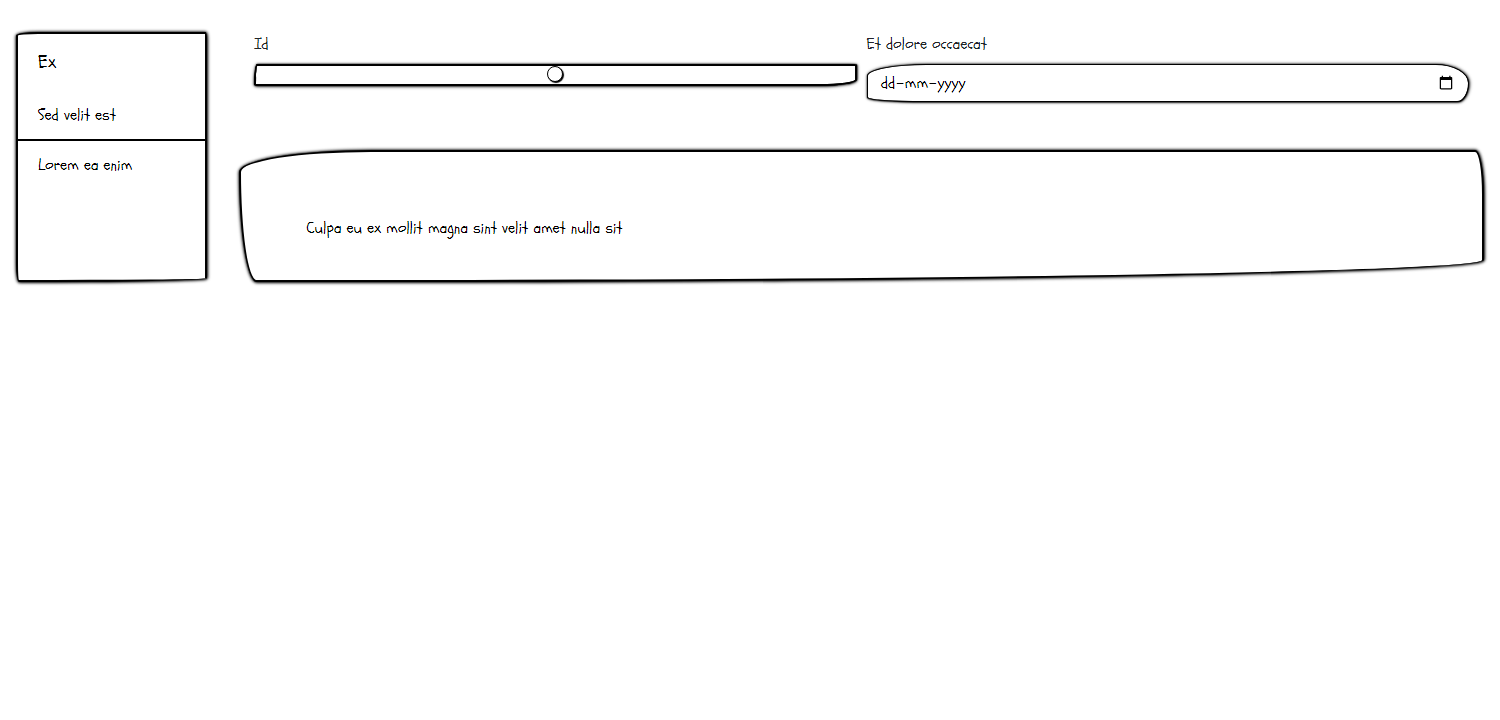 Ex
Sed velit est
Lorem ea enim
Id
Et dolore occaecat
dd-mm-yyyy
Culpa eu ex mollit magna sint velit amet nulla sit